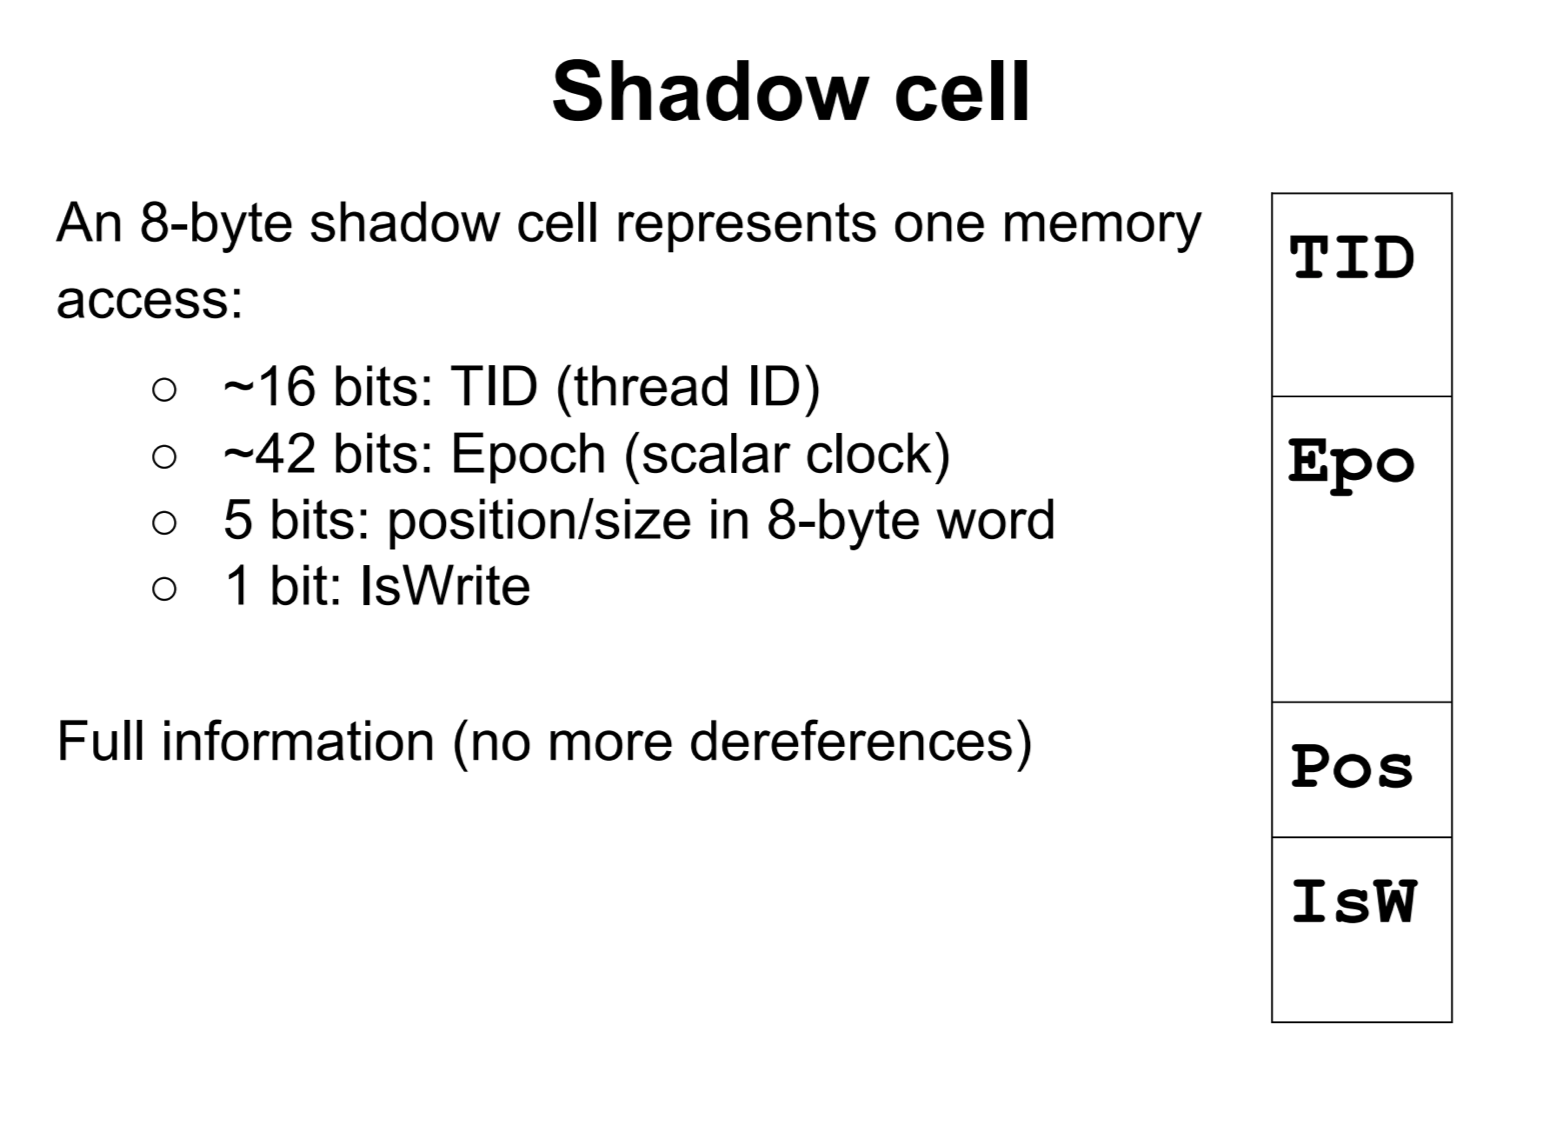 Shadow cell
An 8-byte shadow cell represents one memory
access:
○ ~16 bits: TID (thread ID)
○ ~42 bits: Epoch (scalar clock)
○ 5 bits: position/size in 8-byte word
○ 1 bit: IsWrite
Full information (no more dereferences)
TID
Epo
Pos
IsW